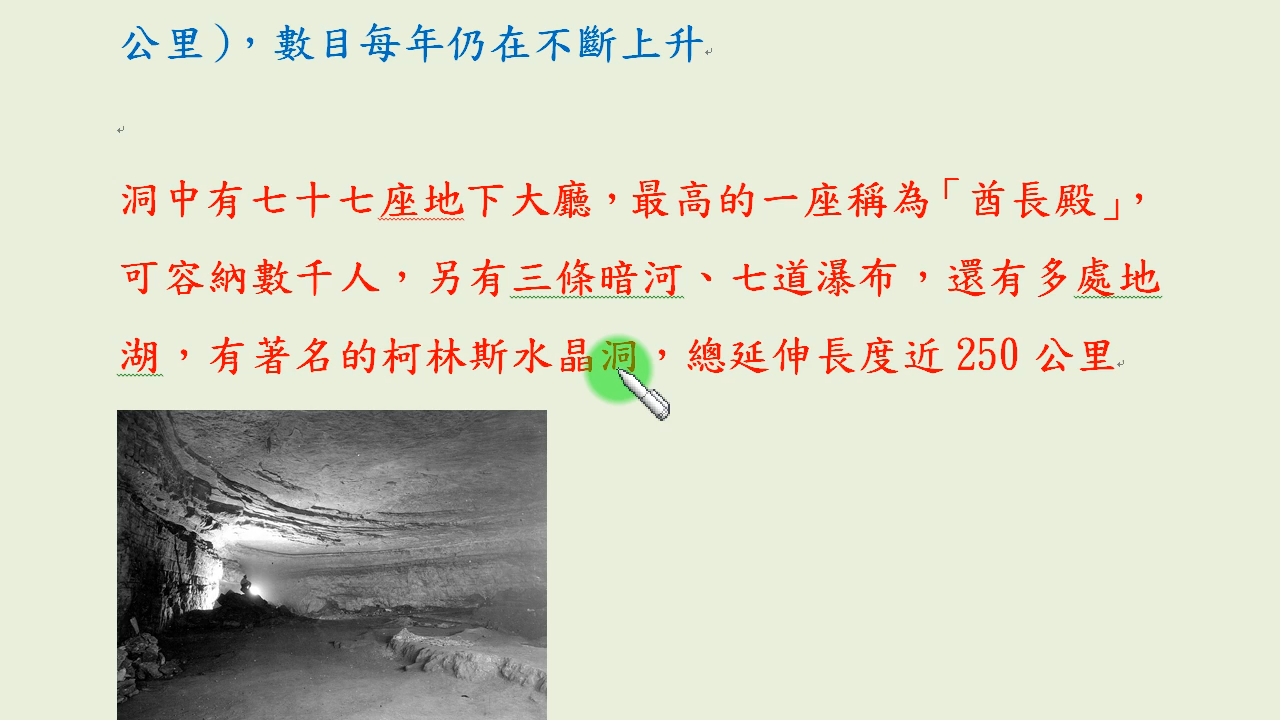 公里），數目每年仍在不斷上升
洞中有七十七座地下大廳，最高的一座稱為「酋長殿」，
可容納數千人，另有三條暗河、七道瀑布，還有多處地
湖，有著名的柯林斯水晶洞，總延伸長度近 250 公里